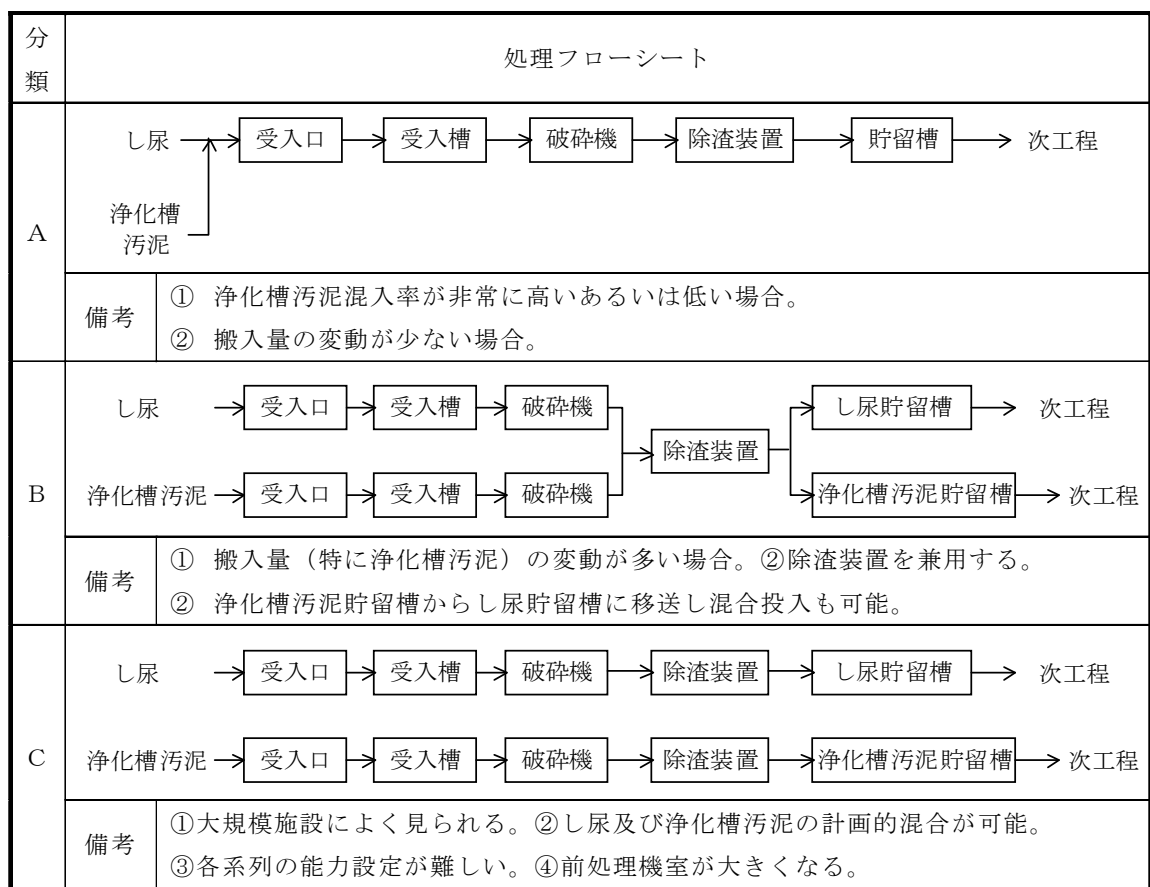 分類
処理フローシート
A
し尿 受入口 受入槽 破砕機 除渣装置 貯留槽 次工程
浄化槽
汚泥
備考
① 浄化槽汚泥混入率が非常に高いあるいは低い場合。
② 搬入量の変動が少ない場合。
B
し尿 受入口 受入槽 破砕機 し尿貯留槽 次工程
除渣装置
浄化槽汚泥 受入口 受入槽 破砕機 浄化槽汚泥貯留槽 次工程
備考
① 搬入量（特に浄化槽汚泥）の変動が多い場合。②除渣装置を兼用する。
② 浄化槽汚泥貯留槽からし尿貯留槽に移送し混合投入も可能。
C
し尿 受入口 受入槽 破砕機 除渣装置 し尿貯留槽 次工程
浄化槽汚泥 受入口 受入槽 破砕機 除渣装置 浄化槽汚泥貯留槽 次工程
備考
①大規模施設によく見られる。②し尿及び浄化槽汚泥の計画的混合が可能。
③各系列の能力設定が難しい。④前処理機室が大きくなる。